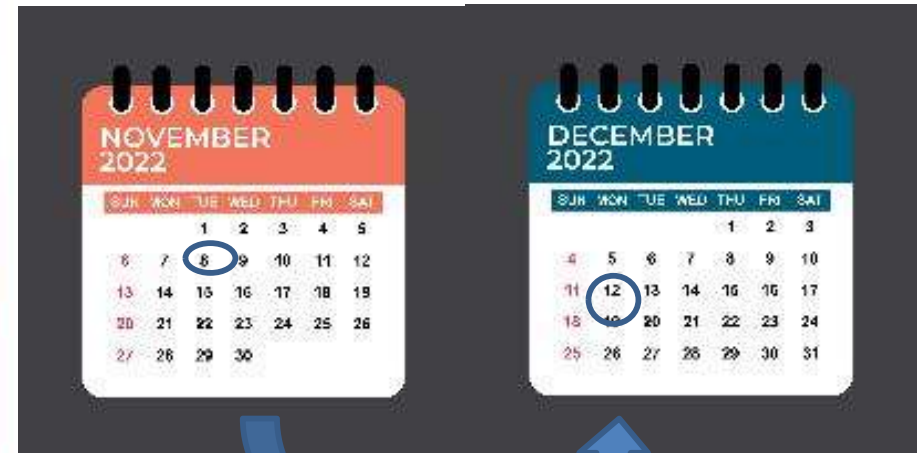 NOVEMBER
2022
SUN MON TUE WED THU FRI SAT
1 2 3 4 5
6 7 8 9 10 11 12
13 14 15 16 17 18 19
20 21 22 23 24 25 26
27 28 29 30
DECEMBER
2022
SUN MON TUE WED THU FRI SAT
1 2 3
4 5 6 7 8 9 10
11 12 13 14 15 16 17
18 19 20 21 22 23 24
25 26 27 28 29 30 31